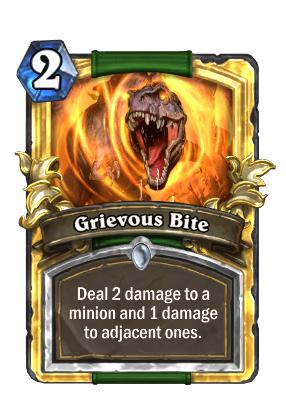 2
Grievous Bite
Deal 2 damage to a
minion and 1 damage
to adjacent ones.